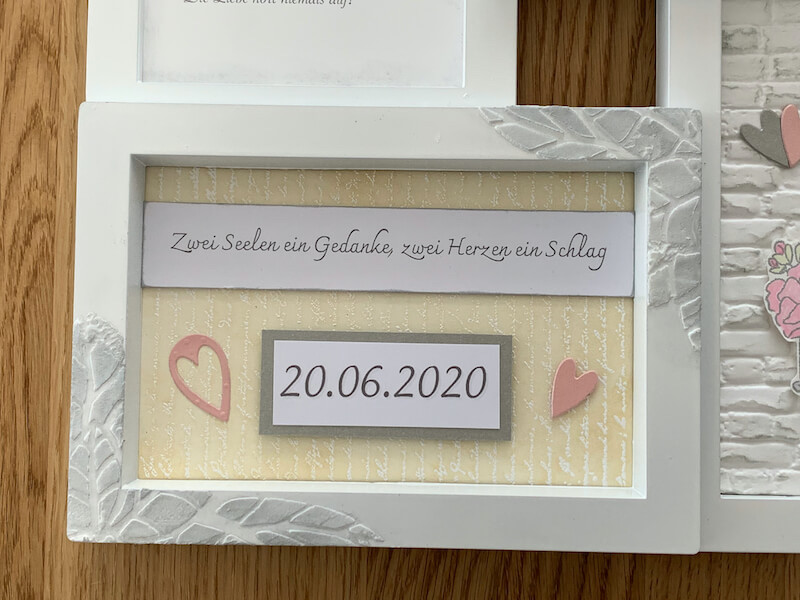 Die Liebe hört niemals auf!
Zwei Seelen ein Gedanke, zwei Herzen ein Schlag
20.06.2020